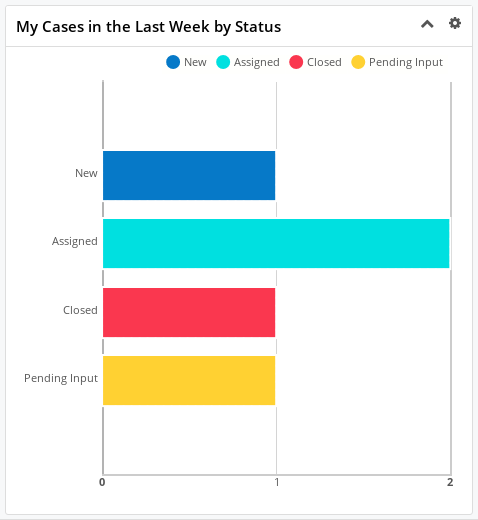 My Cases in the Last Week by Status
New Assigned Closed Pending Input
New
Assigned
Closed
Pending Input
0 1 2